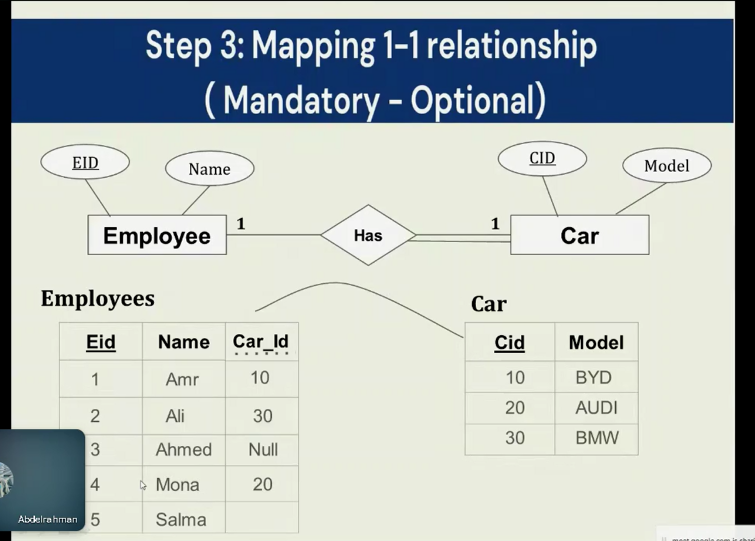 Step 3: Mapping 1-1 relationship
( Mandatory - Optional)
EID
Name
CID
Model
Employee
1
Has
1
Car
Employees
Eid Name Car_Id
1 Amr 10
2 Ali 30
3 Ahmed Null
4 Mona 20
5 Salma
Car
Cid Model
10 BYD
20 AUDI
30 BMW
Abdelrahman